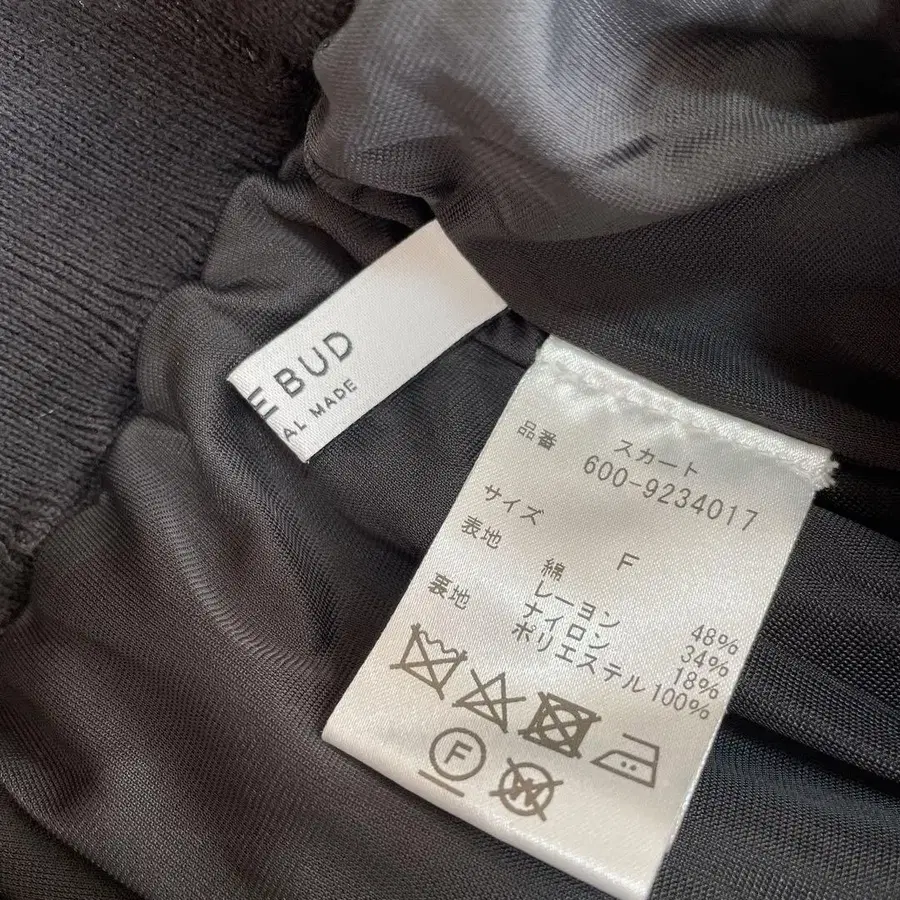 E BUD
AL MADE
スカート
品番 600-9234017
サイズ F
表地 綿 48%
レーヨン 34%
ナイロン 18%
裏地 ポリエステル 100%
F
W